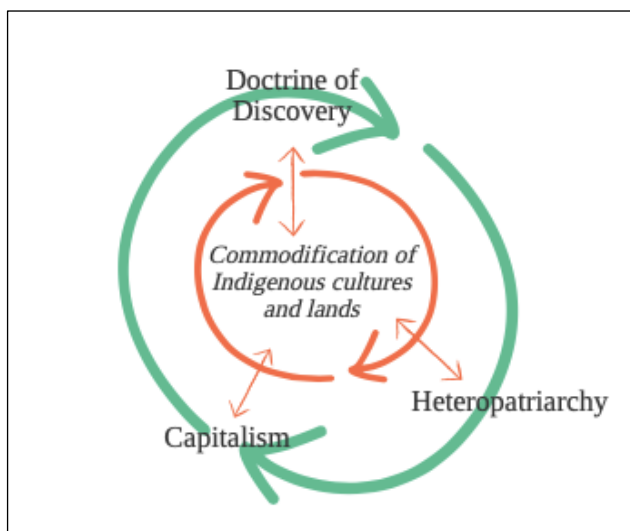 Doctrine of
Discovery
Commodification of
Indigenous cultures
and lands
Heteropatriarchy
Capitalism